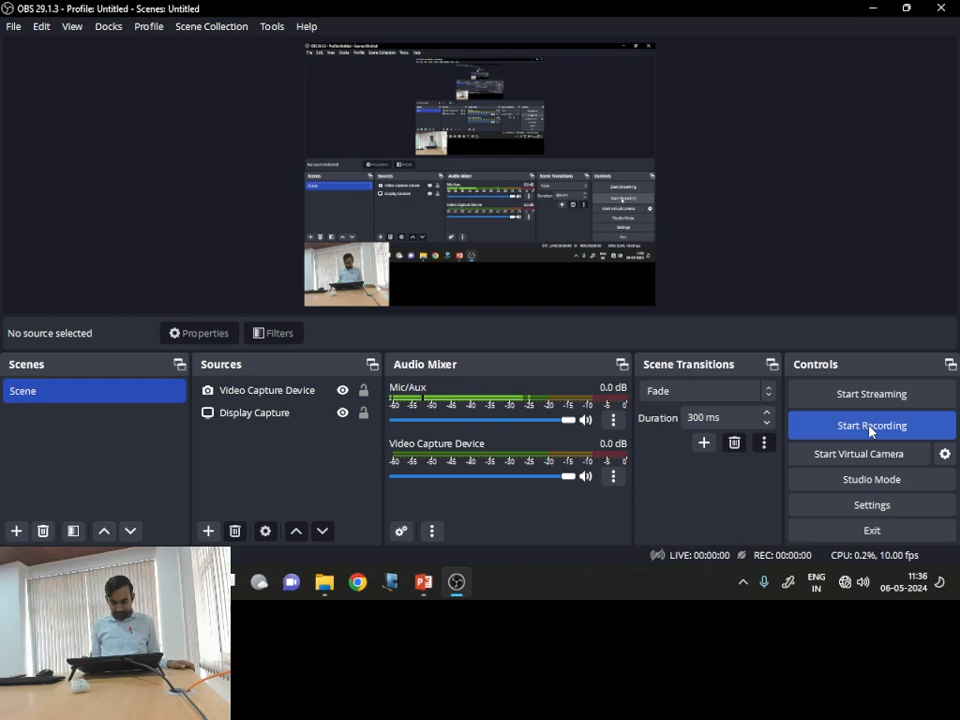 OBS 29.1.3 - Profile: Untitled - Scenes: Untitled
File Edit View Docks Profile Scene Collection Tools Help
No source selected Properties Filters
Scenes
Scene
Sources
Video Capture Device
Display Capture
Audio Mixer
Mic/Aux 0.0 dB
-60 -55 -50 -45 -40 -35 -30 -25 -20 -15 -10 -5 0
Video Capture Device 0.0 dB
-60 -55 -50 -45 -40 -35 -30 -25 -20 -15 -10 -5 0
Scene Transitions
Fade
Duration 300 ms
Controls
Start Streaming
Start Recording
Start Virtual Camera
Studio Mode
Settings
Exit
LIVE: 00:00:00 REC: 00:00:00 CPU: 0.2%, 10.00 fps
ENG
IN
11:36
06-05-2024